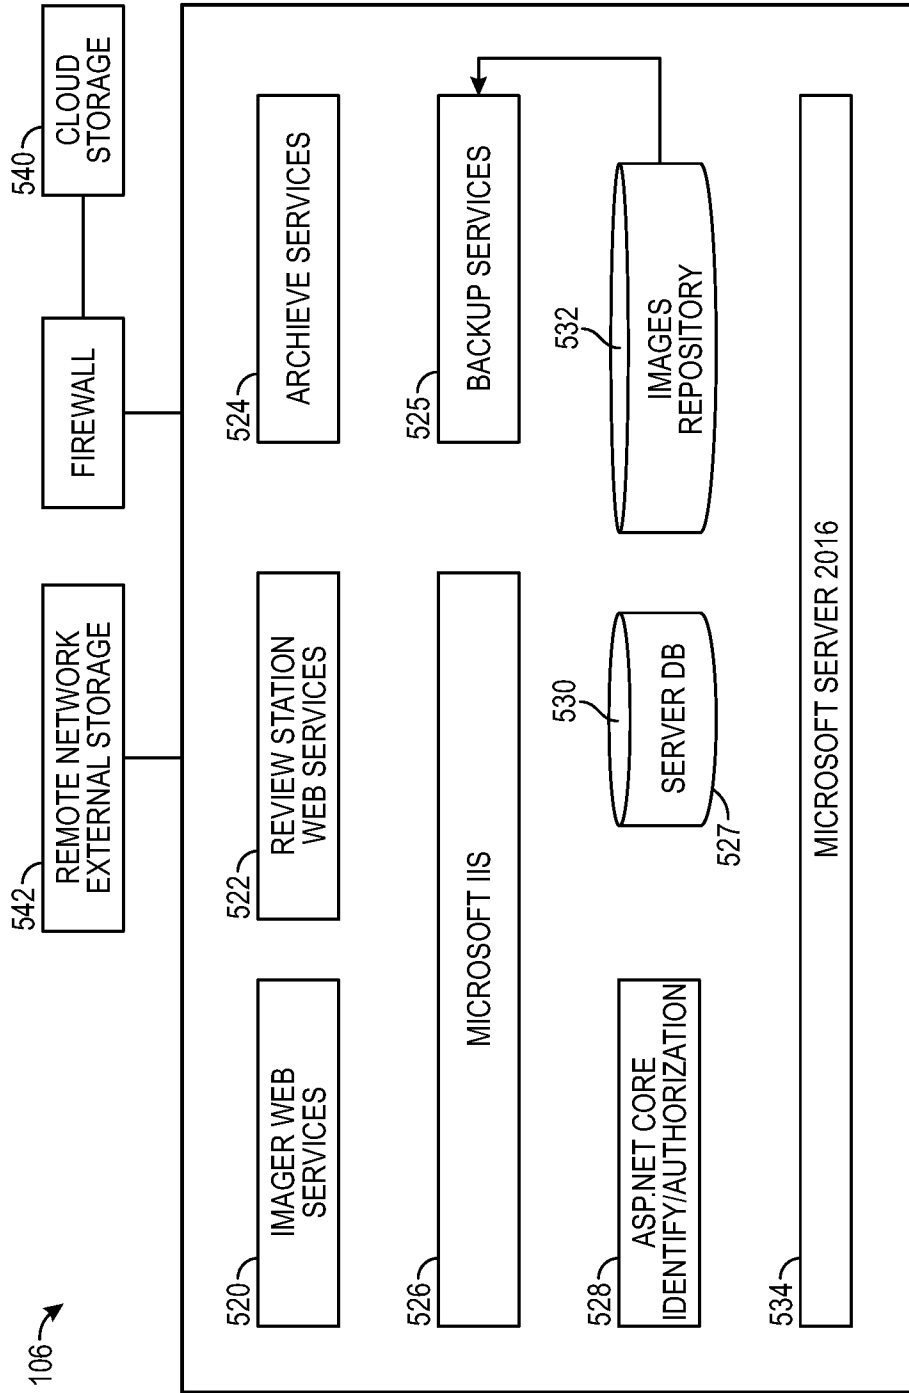 106
542
REMOTE NETWORK
EXTERNAL STORAGE
FIREWALL
540
CLOUD
STORAGE
520
IMAGER WEB
SERVICES
522
REVIEW STATION
WEB SERVICES
524
ARCHIEVE SERVICES
526
MICROSOFT IIS
525
BACKUP SERVICES
528
ASP.NET CORE
IDENTIFY/AUTHORIZATION
530
SERVER DB
527
532
IMAGES
REPOSITORY
534
MICROSOFT SERVER 2016